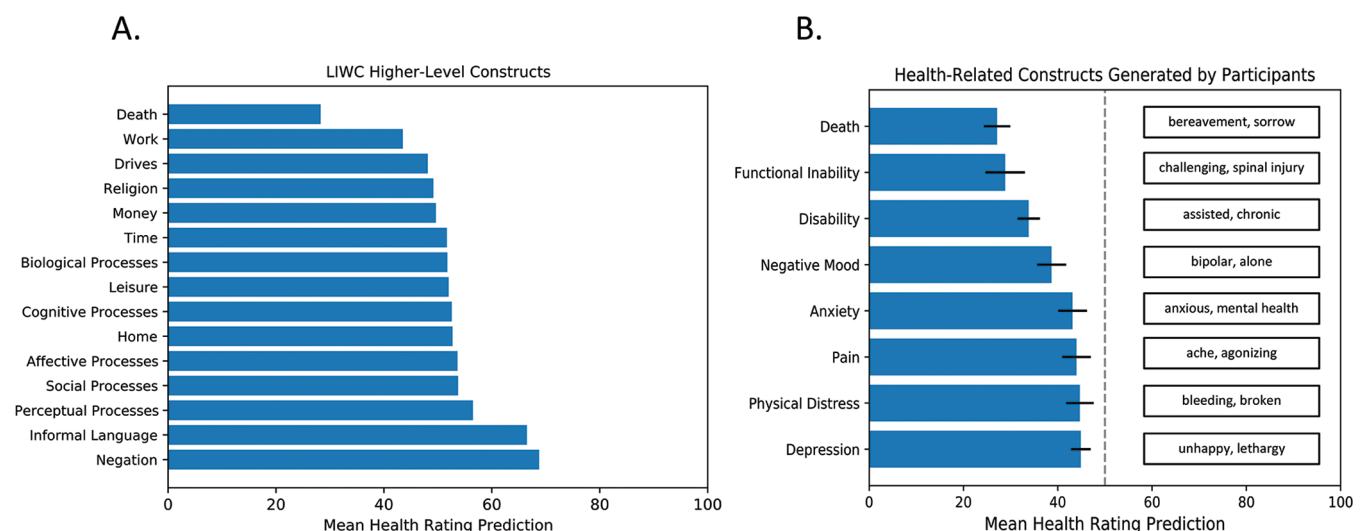 A.
LIWC Higher-Level Constructs
Death
Work
Drives
Religion
Money
Time
Biological Processes
Leisure
Cognitive Processes
Home
Affective Processes
Social Processes
Perceptual Processes
Informal Language
Negation
0 20 40 60 80 100
Mean Health Rating Prediction
B.
Health-Related Constructs Generated by Participants
Death bereavement, sorrow
Functional Inability challenging, spinal injury
Disability assisted, chronic
Negative Mood bipolar, alone
Anxiety anxious, mental health
Pain ache, agonizing
Physical Distress bleeding, broken
Depression unhappy, lethargy
0 20 40 60 80 100
Mean Health Rating Prediction